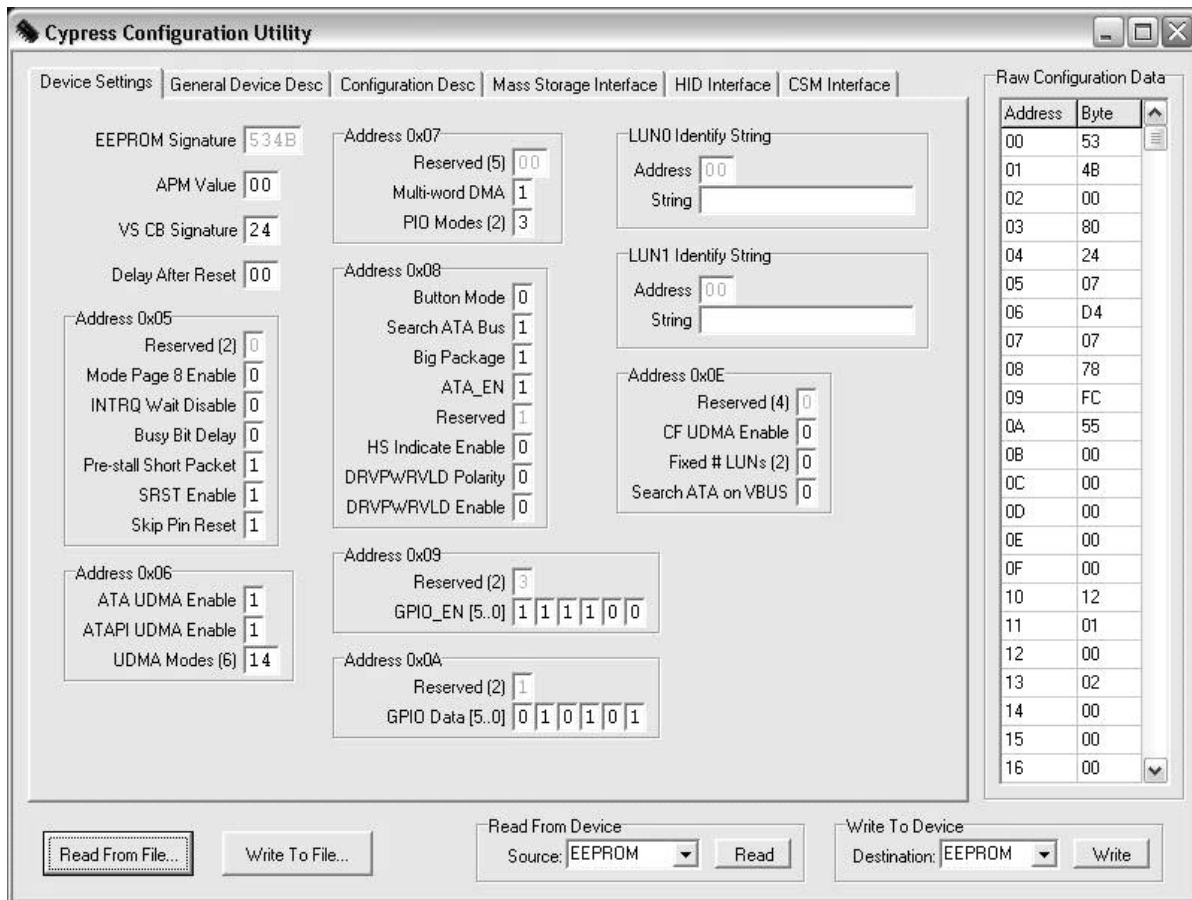 Cypress Configuration Utility
Device Settings
General Device Desc
Configuration Desc
Mass Storage Interface
HID Interface
CSM Interface
EEPROM Signature 534B
APM Value 00
VS CB Signature 24
Delay After Reset 00
Address 0x05
Reserved (2) 0
Mode Page 8 Enable 0
INTRQ Wait Disable 0
Busy Bit Delay 0
Pre-stall Short Packet 1
SRST Enable 1
Skip Pin Reset 1
Address 0x06
ATA UDMA Enable 1
ATAPI UDMA Enable 1
UDMA Modes (6) 14
Address 0x07
Reserved (5) 00
Multi-word DMA 1
PIO Modes (2) 3
Address 0x08
Button Mode 0
Search ATA Bus 1
Big Package 1
ATA_EN 1
Reserved 1
HS Indicate Enable 0
DRVPWRVLD Polarity 0
DRVPWRVLD Enable 0
Address 0x09
Reserved (2) 3
GPIO_EN [5..0] 1 1 1 1 0 0
Address 0x0A
Reserved (2) 1
GPIO Data [5..0] 0 1 0 1 0 1
LUN0 Identify String
Address 00
String
LUN1 Identify String
Address 00
String
Address 0x0E
Reserved (4) 0
CF UDMA Enable 0
Fixed # LUNs (2) 0
Search ATA on VBUS 0
Raw Configuration Data
Address Byte
00 53
01 4B
02 00
03 80
04 24
05 07
06 D4
07 07
08 78
09 FC
0A 55
0B 00
0C 00
0D 00
0E 00
0F 00
10 12
11 01
12 00
13 02
14 00
15 00
16 00
Read From File...
Write To File...
Read From Device
Source: EEPROM
Read
Write To Device
Destination: EEPROM
Write